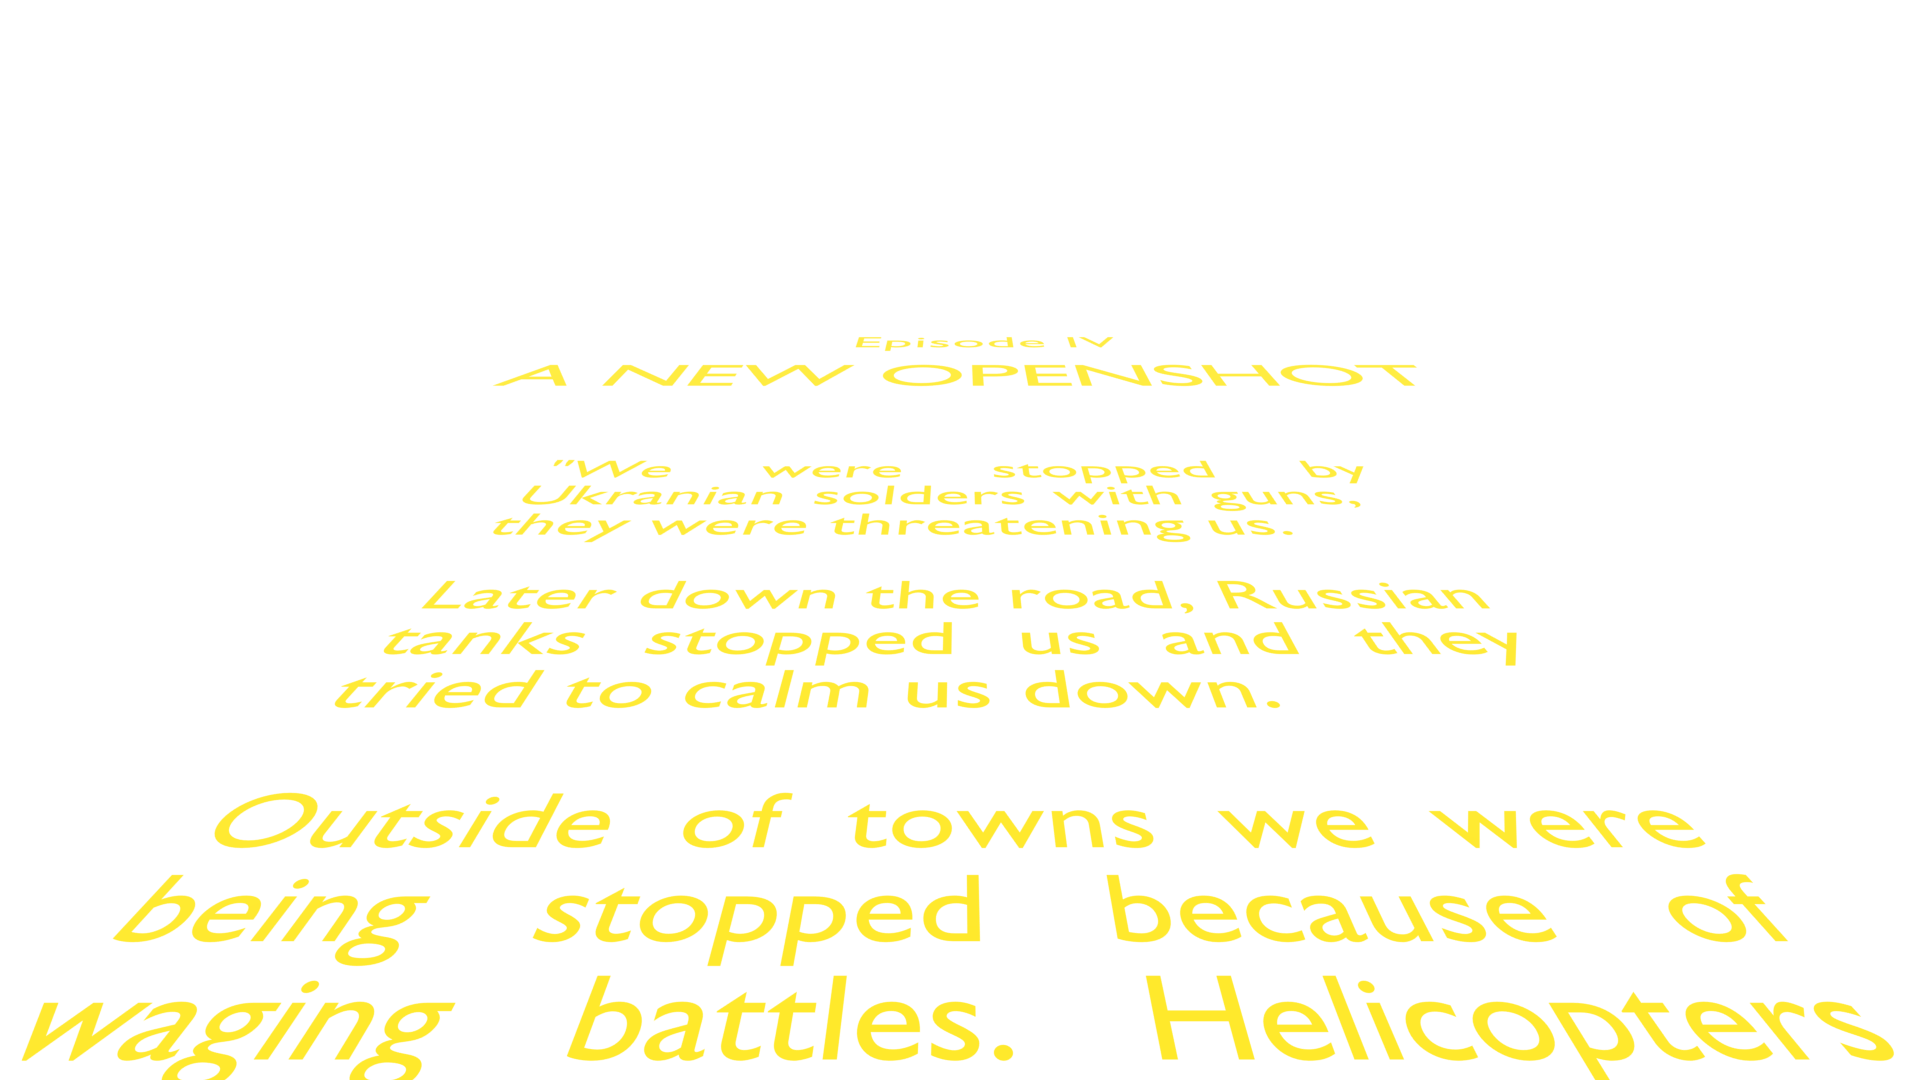 Episode IV
A NEW OPENSHOT
"We were stopped by
Ukranian solders with guns,
they were threatening us.
Later down the road, Russian
tanks stopped us and they
tried to calm us down.
Outside of towns we were
being stopped because of
waging battles. Helicopters